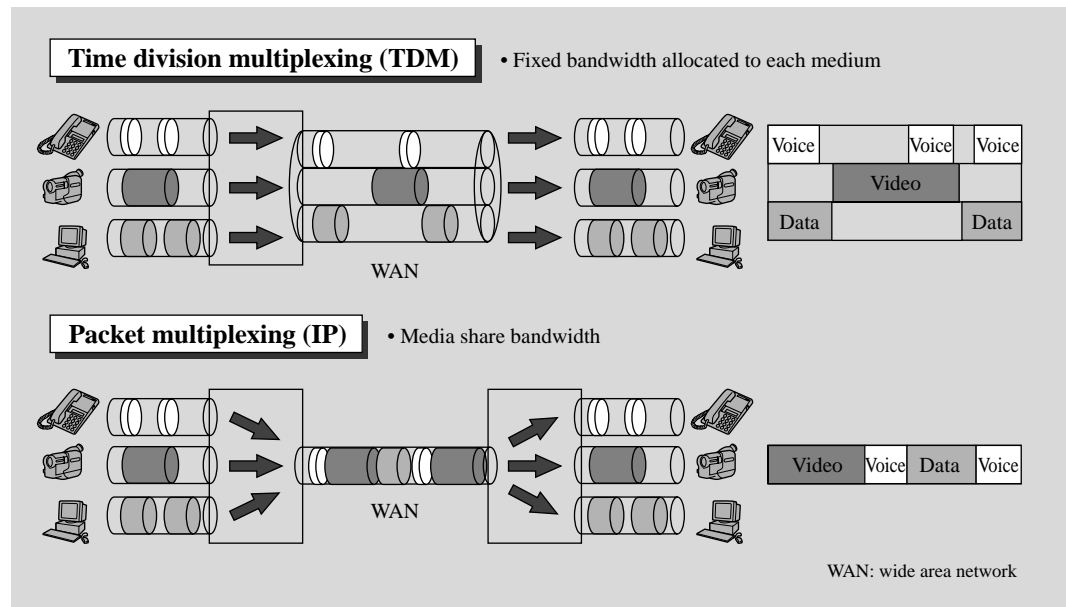 Time division multiplexing (TDM)
• Fixed bandwidth allocated to each medium
Voice Voice Voice
Video
Data Data
WAN
Packet multiplexing (IP)
• Media share bandwidth
Video Voice Data Voice
WAN
WAN: wide area network